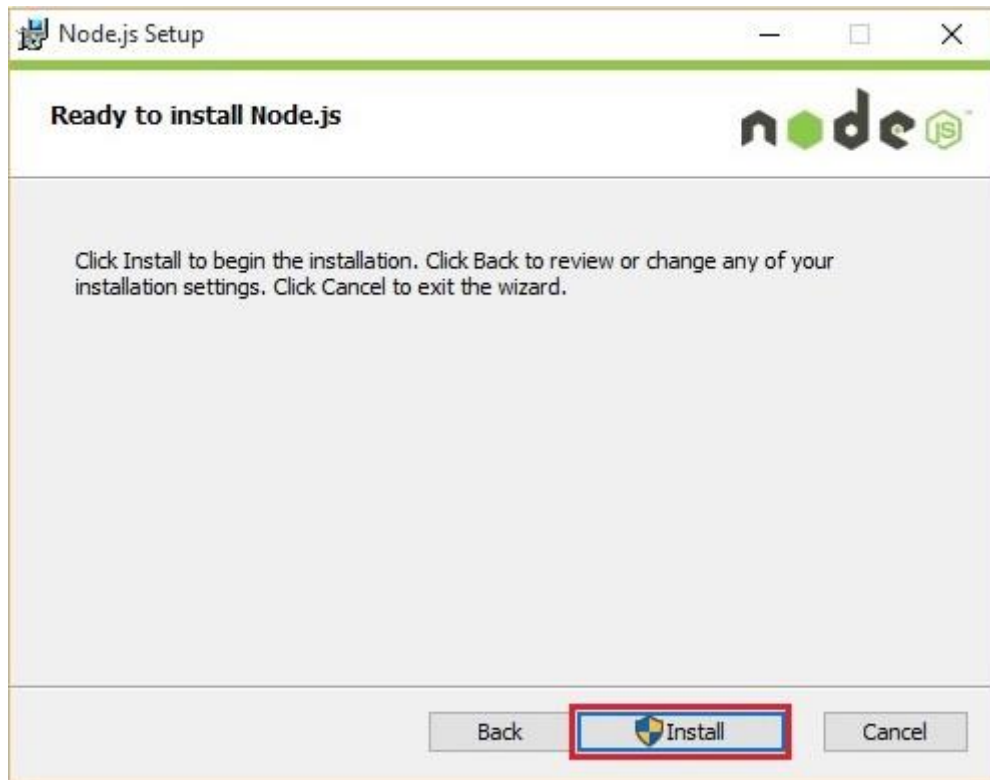 Node.js Setup
Ready to install Node.js
node JS
Click Install to begin the installation. Click Back to review or change any of your
installation settings. Click Cancel to exit the wizard.
Back
Install
Cancel